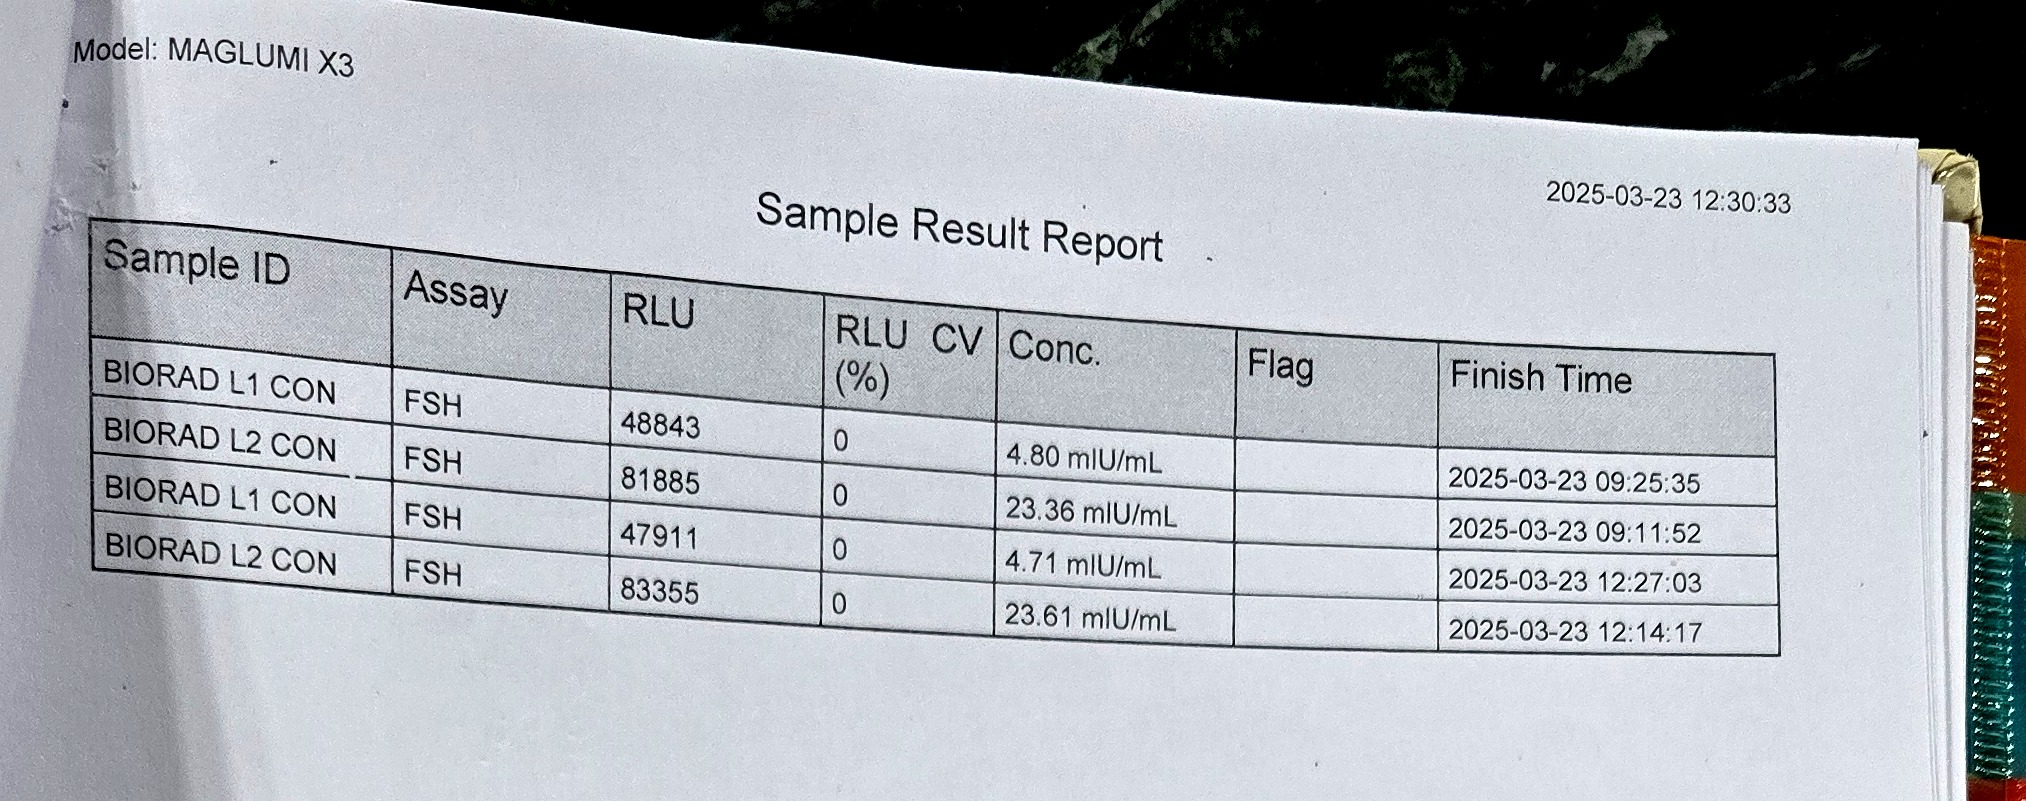 Model: MAGLUMI X3
2025-03-23 12:30:33
Sample Result Report
Sample ID Assay RLU RLU CV (%) Conc. Flag Finish Time
BIORAD L1 CON FSH 48843 0 4.80 mIU/mL 2025-03-23 09:25:35
BIORAD L2 CON FSH 81885 0 23.36 mIU/mL 2025-03-23 09:11:52
BIORAD L1 CON FSH 47911 0 4.71 mIU/mL 2025-03-23 12:27:03
BIORAD L2 CON FSH 83355 0 23.61 mIU/mL 2025-03-23 12:14:17